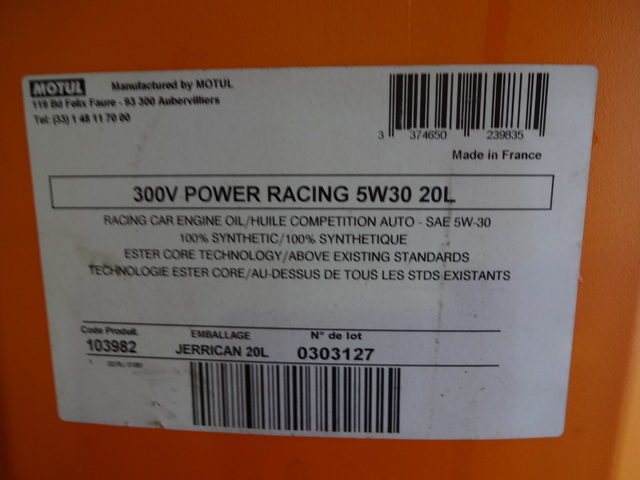 MOTUL Manufactured by MOTUL
119 Bd Felix Faure - 93 300 Aubervilliers
Tel: (33) 1 48 11 70 00
3 374650 239835
Made in France
300V POWER RACING 5W30 20L
RACING CAR ENGINE OIL/HUILE COMPETITION AUTO - SAE 5W-30
100% SYNTHETIC/100% SYNTHETIQUE
ESTER CORE TECHNOLOGY/ABOVE EXISTING STANDARDS
TECHNOLOGIE ESTER CORE/AU-DESSUS DE TOUS LES STDS EXISTANTS
Code Produit. EMBALLAGE N° de lot
103982 JERRICAN 20L 0303127